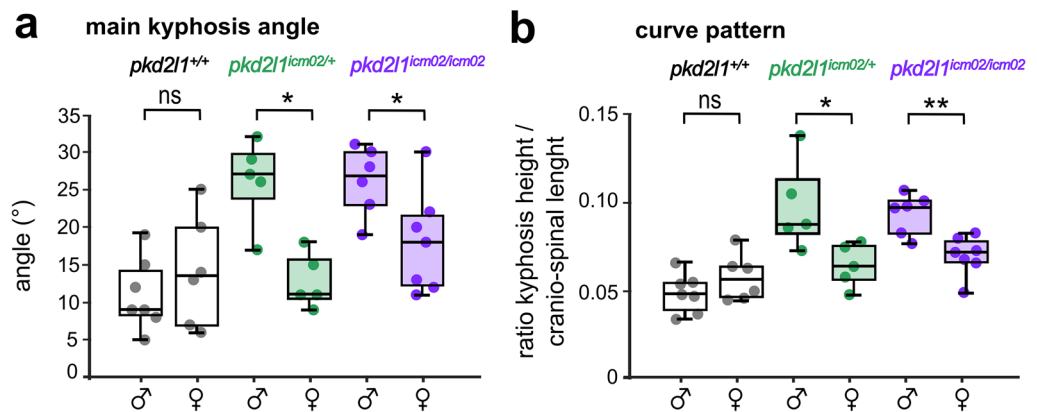 a
main kyphosis angle
pkd2l1+/+ pkd2l1icm02/+ pkd2l1icm02/icm02
ns * *
35
30
25
20
15
10
5
0
angle (°)
♂ ♀ ♂ ♀ ♂ ♀
b
curve pattern
pkd2l1+/+ pkd2l1icm02/+ pkd2l1icm02/icm02
ns * **
0.15
0.10
0.05
0
ratio kyphosis height /
cranio-spinal lenght
♂ ♀ ♂ ♀ ♂ ♀